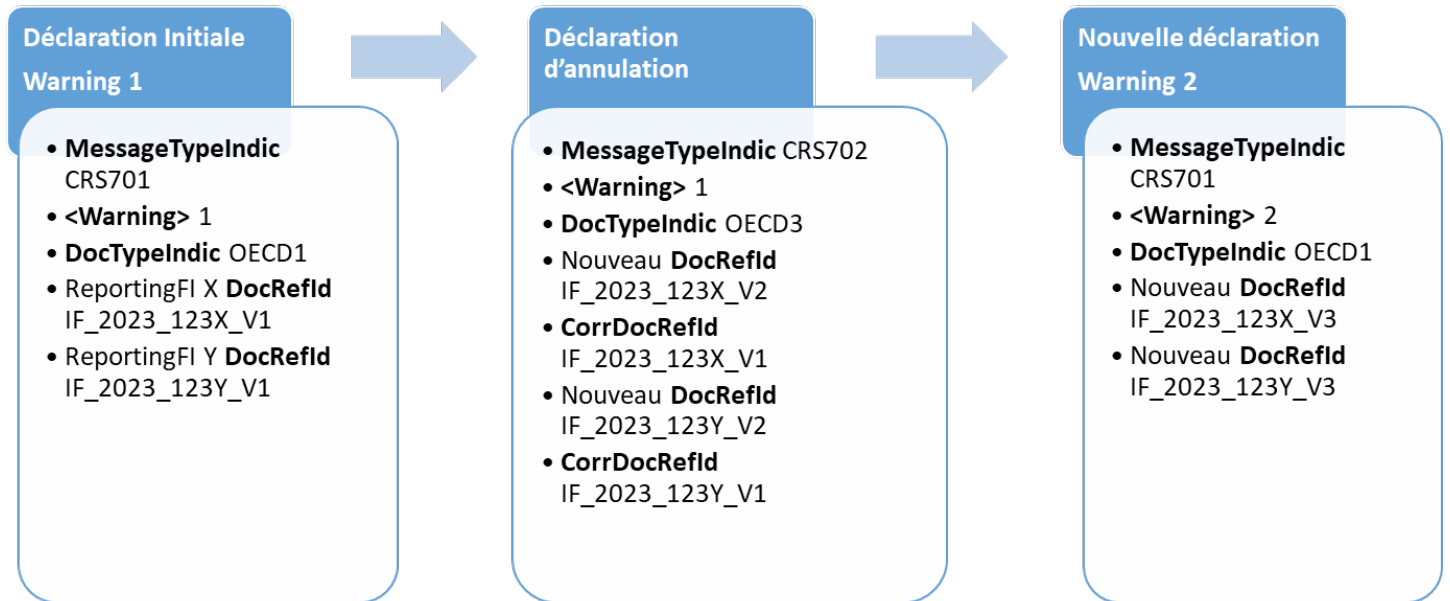 Déclaration Initiale
Warning 1
• MessageTypeIndic
CRS701
• <Warning> 1
• DocTypeIndic OECD1
• ReportingFI X DocRefId
IF_2023_123X_V1
• ReportingFI Y DocRefId
IF_2023_123Y_V1
Déclaration
d’annulation
• MessageTypeIndic CRS702
• <Warning> 1
• DocTypeIndic OECD3
• Nouveau DocRefId
IF_2023_123X_V2
• CorrDocRefId
IF_2023_123X_V1
• Nouveau DocRefId
IF_2023_123Y_V2
• CorrDocRefId
IF_2023_123Y_V1
Nouvelle déclaration
Warning 2
• MessageTypeIndic
CRS701
• <Warning> 2
• DocTypeIndic OECD1
• Nouveau DocRefId
IF_2023_123X_V3
• Nouveau DocRefId
IF_2023_123Y_V3